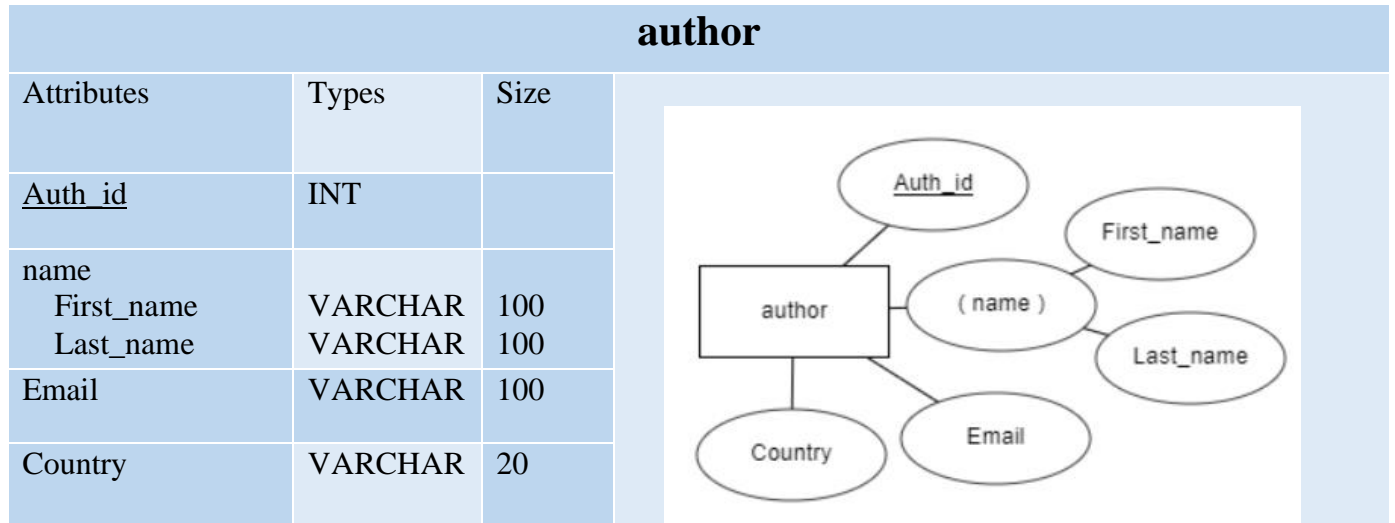 author
Attributes Types Size
Auth_id INT
name
First_name VARCHAR 100
Last_name VARCHAR 100
Email VARCHAR 100
Country VARCHAR 20
Auth_id
First_name
author
( name )
Last_name
Email
Country